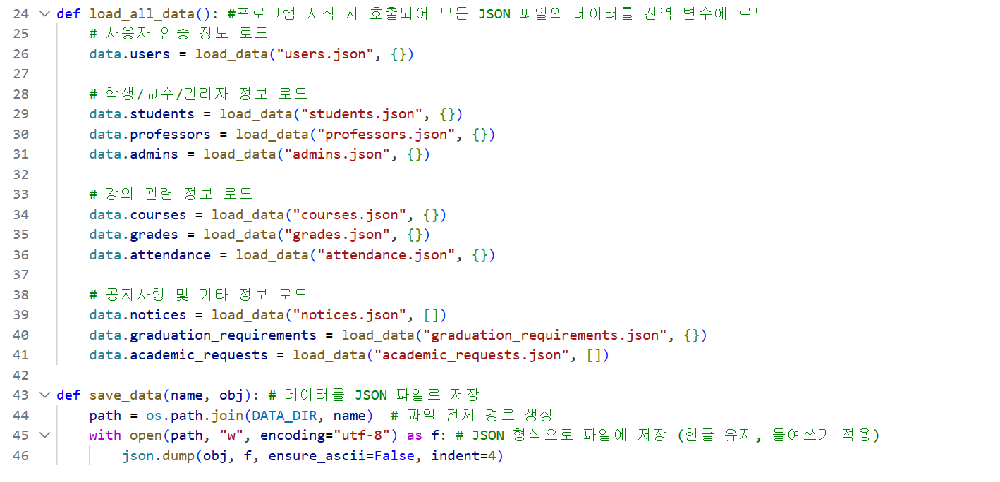 24 def load_all_data(): #프로그램 시작 시 호출되어 모든 JSON 파일의 데이터를 전역 변수에 로드
25     # 사용자 인증 정보 로드
26     data.users = load_data("users.json", {})
27
28     # 학생/교수/관리자 정보 로드
29     data.students = load_data("students.json", {})
30     data.professors = load_data("professors.json", {})
31     data.admins = load_data("admins.json", {})
32
33     # 강의 관련 정보 로드
34     data.courses = load_data("courses.json", {})
35     data.grades = load_data("grades.json", {})
36     data.attendance = load_data("attendance.json", {})
37
38     # 공지사항 및 기타 정보 로드
39     data.notices = load_data("notices.json", [])
40     data.graduation_requirements = load_data("graduation_requirements.json", {})
41     data.academic_requests = load_data("academic_requests.json", [])
42
43 def save_data(name, obj): # 데이터를 JSON 파일로 저장
44     path = os.path.join(DATA_DIR, name)  # 파일 전체 경로 생성
45     with open(path, "w", encoding="utf-8") as f: # JSON 형식으로 파일에 저장 (한글 유지, 들여쓰기 적용)
46         json.dump(obj, f, ensure_ascii=False, indent=4)